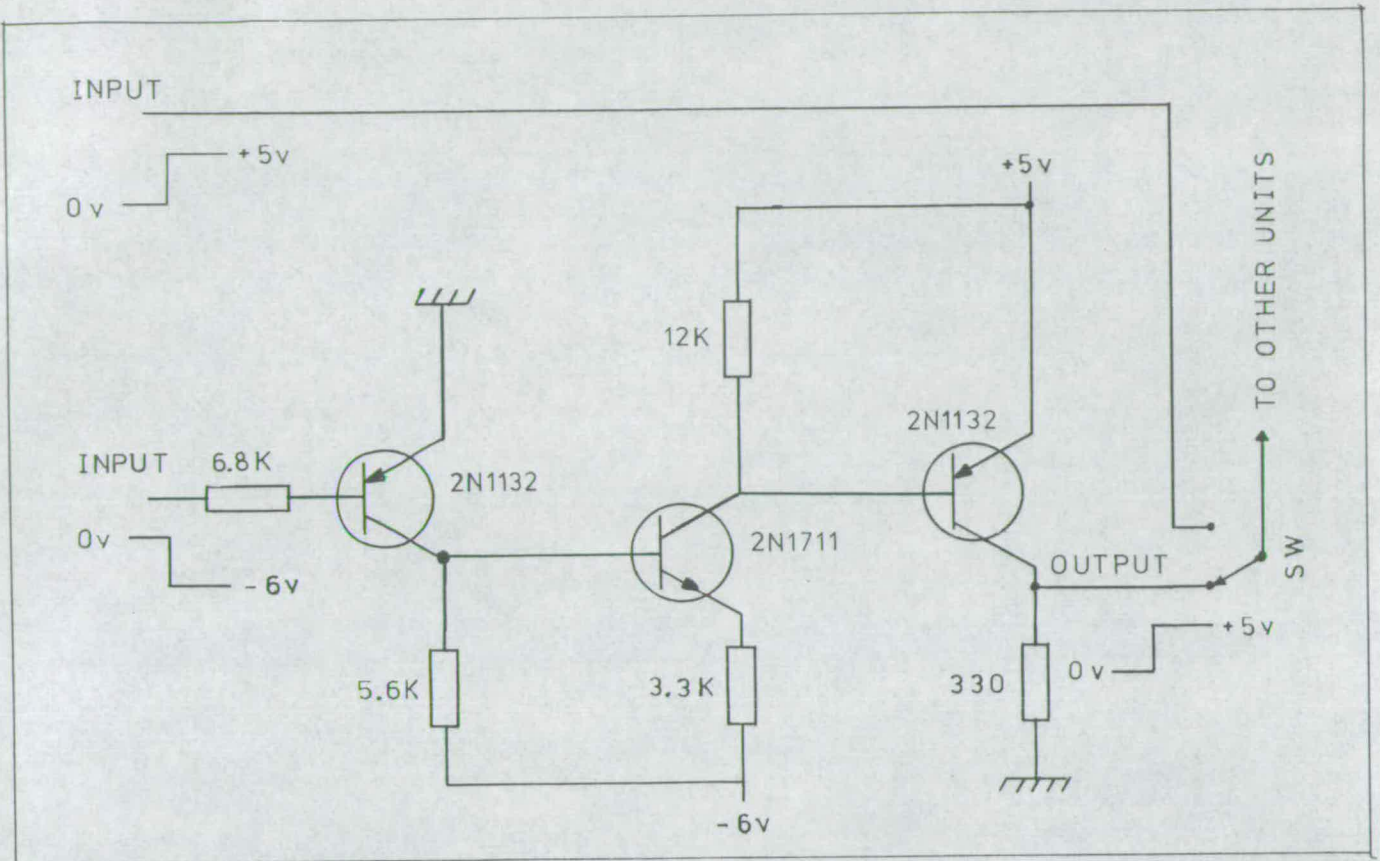 INPUT
+5v
0v
+5v
12K
2N1132
INPUT
6.8K
2N1132
0v
-6v
2N1711
OUTPUT
SW
TO OTHER UNITS
+5v
0v
5.6K
3.3K
330
-6v